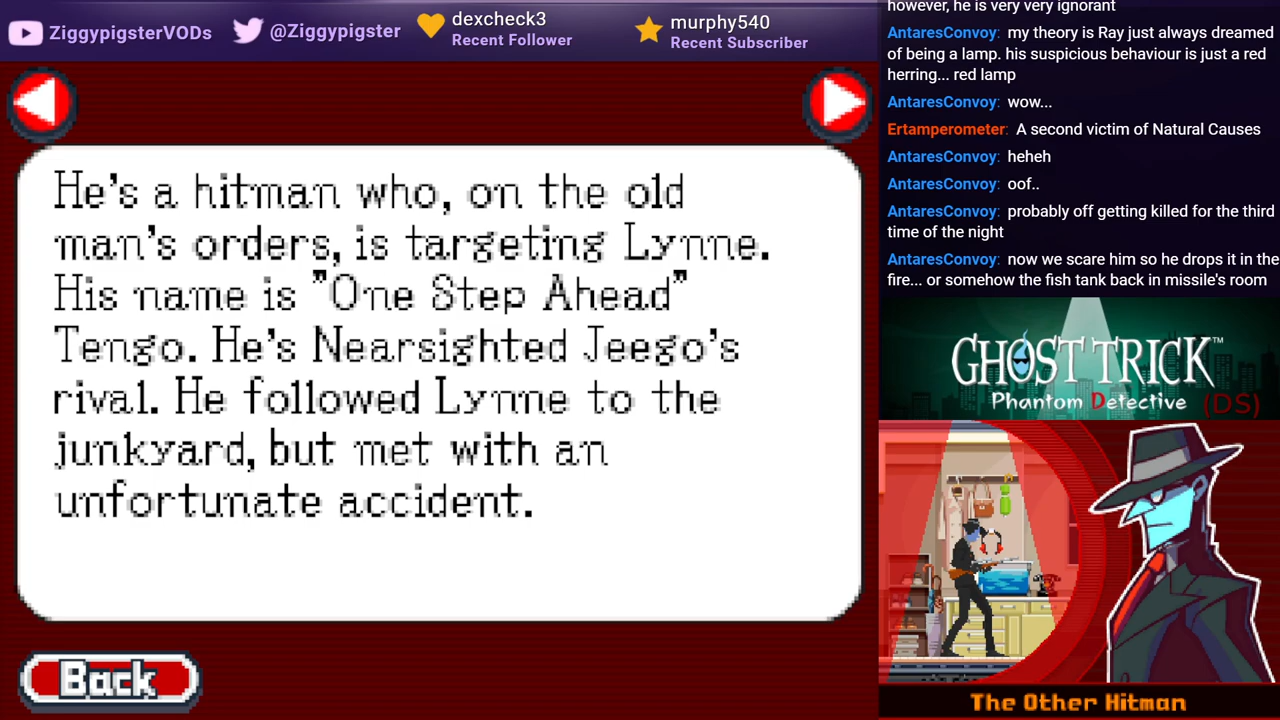 ZiggypigsterVODs
@Ziggypigster
dexcheck3
Recent Follower
murphy540
Recent Subscriber
He's a hitman who, on the old
man's orders, is targeting Lynne.
His name is "One Step Ahead"
Tengo. He's Nearsighted Jeego's
rival. He followed Lynne to the
junkyard, but met with an
unfortunate accident.
Back
however, he is very very ignorant
AntaresConvoy: my theory is Ray just always dreamed
of being a lamp. his suspicious behaviour is just a red
herring... red lamp
AntaresConvoy: wow...
Ertamperometer: A second victim of Natural Causes
AntaresConvoy: heheh
AntaresConvoy: oof..
AntaresConvoy: probably off getting killed for the third
time of the night
AntaresConvoy: now we scare him so he drops it in the
fire... or somehow the fish tank back in missile's room
GHOST TRICK™
Phantom Detective (DS)
The Other Hitman